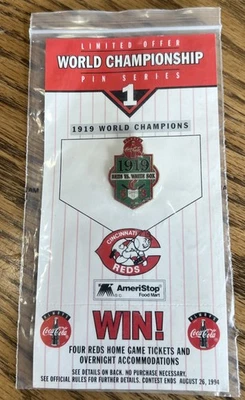 LIMITED OFFER
WORLD CHAMPIONSHIP
PIN SERIES
1
1919 WORLD CHAMPIONS
Coca-Cola
1919
REDS VS. WHITE SOX
CINCINNATI
REDS
AmeriStop
Food Mart
WIN!
ALWAYS
Coca-Cola
ALWAYS
Coca-Cola
FOUR REDS HOME GAME TICKETS AND
OVERNIGHT ACCOMMODATIONS
SEE DETAILS ON BACK. NO PURCHASE NECESSARY.
SEE OFFICIAL RULES FOR FURTHER DETAILS. CONTEST ENDS AUGUST 26, 1994